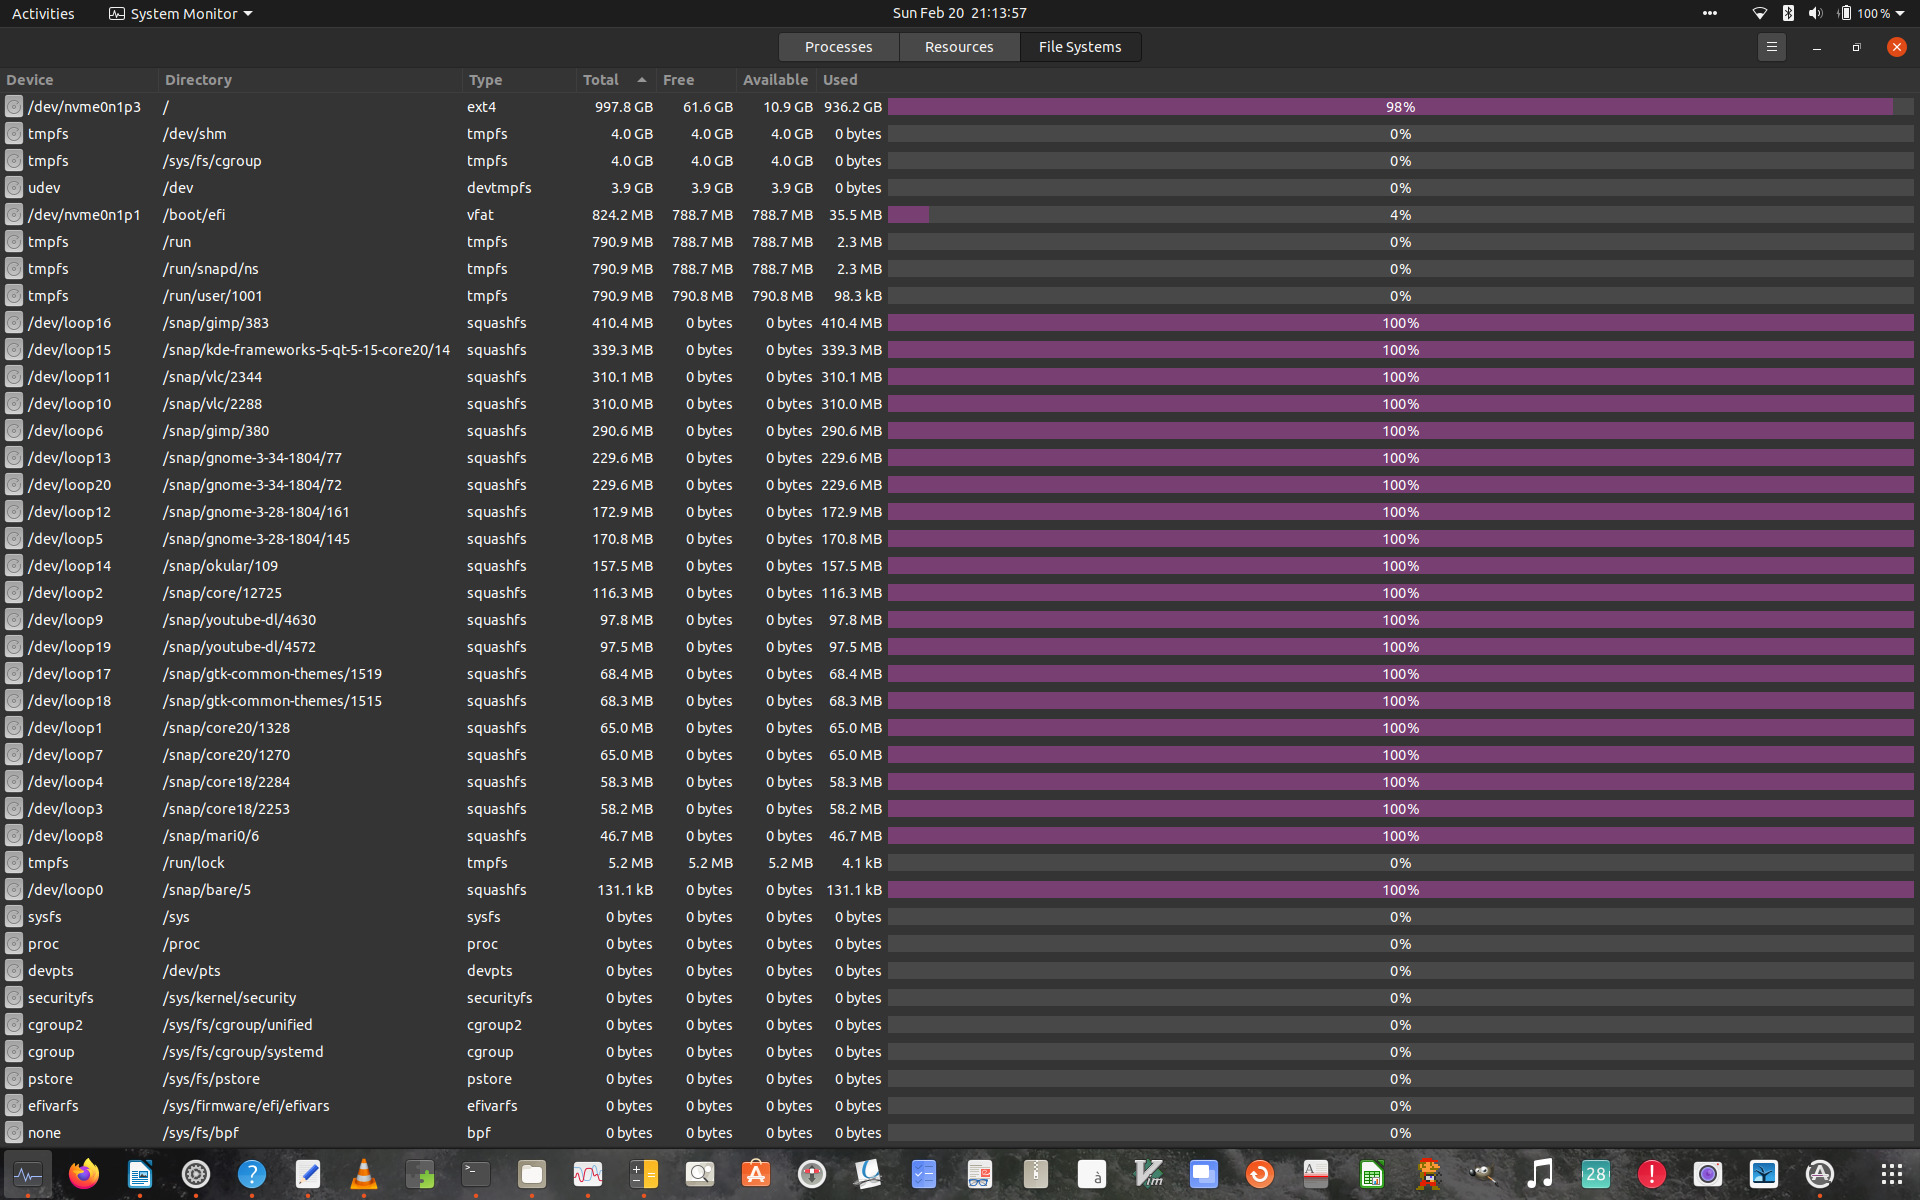 Activities System Monitor Sun Feb 20 21:13:57 100 %
Processes Resources File Systems
Device Directory Type Total Free Available Used
/dev/nvme0n1p3 / ext4 997.8 GB 61.6 GB 10.9 GB 936.2 GB 98%
tmpfs /dev/shm tmpfs 4.0 GB 4.0 GB 4.0 GB 0 bytes 0%
tmpfs /sys/fs/cgroup tmpfs 4.0 GB 4.0 GB 4.0 GB 0 bytes 0%
udev /dev devtmpfs 3.9 GB 3.9 GB 3.9 GB 0 bytes 0%
/dev/nvme0n1p1 /boot/efi vfat 824.2 MB 788.7 MB 788.7 MB 35.5 MB 4%
tmpfs /run tmpfs 790.9 MB 788.7 MB 788.7 MB 2.3 MB 0%
tmpfs /run/snapd/ns tmpfs 790.9 MB 788.7 MB 788.7 MB 2.3 MB 0%
tmpfs /run/user/1001 tmpfs 790.9 MB 790.8 MB 790.8 MB 98.3 kB 0%
/dev/loop16 /snap/gimp/383 squashfs 410.4 MB 0 bytes 0 bytes 410.4 MB 100%
/dev/loop15 /snap/kde-frameworks-5-qt-5-15-core20/14 squashfs 339.3 MB 0 bytes 0 bytes 339.3 MB 100%
/dev/loop11 /snap/vlc/2344 squashfs 310.1 MB 0 bytes 0 bytes 310.1 MB 100%
/dev/loop10 /snap/vlc/2288 squashfs 310.0 MB 0 bytes 0 bytes 310.0 MB 100%
/dev/loop6 /snap/gimp/380 squashfs 290.6 MB 0 bytes 0 bytes 290.6 MB 100%
/dev/loop13 /snap/gnome-3-34-1804/77 squashfs 229.6 MB 0 bytes 0 bytes 229.6 MB 100%
/dev/loop20 /snap/gnome-3-34-1804/72 squashfs 229.6 MB 0 bytes 0 bytes 229.6 MB 100%
/dev/loop12 /snap/gnome-3-28-1804/161 squashfs 172.9 MB 0 bytes 0 bytes 172.9 MB 100%
/dev/loop5 /snap/gnome-3-28-1804/145 squashfs 170.8 MB 0 bytes 0 bytes 170.8 MB 100%
/dev/loop14 /snap/okular/109 squashfs 157.5 MB 0 bytes 0 bytes 157.5 MB 100%
/dev/loop2 /snap/core/12725 squashfs 116.3 MB 0 bytes 0 bytes 116.3 MB 100%
/dev/loop9 /snap/youtube-dl/4630 squashfs 97.8 MB 0 bytes 0 bytes 97.8 MB 100%
/dev/loop19 /snap/youtube-dl/4572 squashfs 97.5 MB 0 bytes 0 bytes 97.5 MB 100%
/dev/loop17 /snap/gtk-common-themes/1519 squashfs 68.4 MB 0 bytes 0 bytes 68.4 MB 100%
/dev/loop18 /snap/gtk-common-themes/1515 squashfs 68.3 MB 0 bytes 0 bytes 68.3 MB 100%
/dev/loop1 /snap/core20/1328 squashfs 65.0 MB 0 bytes 0 bytes 65.0 MB 100%
/dev/loop7 /snap/core20/1270 squashfs 65.0 MB 0 bytes 0 bytes 65.0 MB 100%
/dev/loop4 /snap/core18/2284 squashfs 58.3 MB 0 bytes 0 bytes 58.3 MB 100%
/dev/loop3 /snap/core18/2253 squashfs 58.2 MB 0 bytes 0 bytes 58.2 MB 100%
/dev/loop8 /snap/mari0/6 squashfs 46.7 MB 0 bytes 0 bytes 46.7 MB 100%
tmpfs /run/lock tmpfs 5.2 MB 5.2 MB 5.2 MB 4.1 kB 0%
/dev/loop0 /snap/bare/5 squashfs 131.1 kB 0 bytes 0 bytes 131.1 kB 100%
sysfs /sys sysfs 0 bytes 0 bytes 0 bytes 0 bytes 0%
proc /proc proc 0 bytes 0 bytes 0 bytes 0 bytes 0%
devpts /dev/pts devpts 0 bytes 0 bytes 0 bytes 0 bytes 0%
securityfs /sys/kernel/security securityfs 0 bytes 0 bytes 0 bytes 0 bytes 0%
cgroup2 /sys/fs/cgroup/unified cgroup2 0 bytes 0 bytes 0 bytes 0 bytes 0%
cgroup /sys/fs/cgroup/systemd cgroup 0 bytes 0 bytes 0 bytes 0 bytes 0%
pstore /sys/fs/pstore pstore 0 bytes 0 bytes 0 bytes 0 bytes 0%
efivarfs /sys/firmware/efi/efivars efivarfs 0 bytes 0 bytes 0 bytes 0 bytes 0%
none /sys/fs/bpf bpf 0 bytes 0 bytes 0 bytes 0 bytes 0%
? >_ A à Vim A 28 ! A